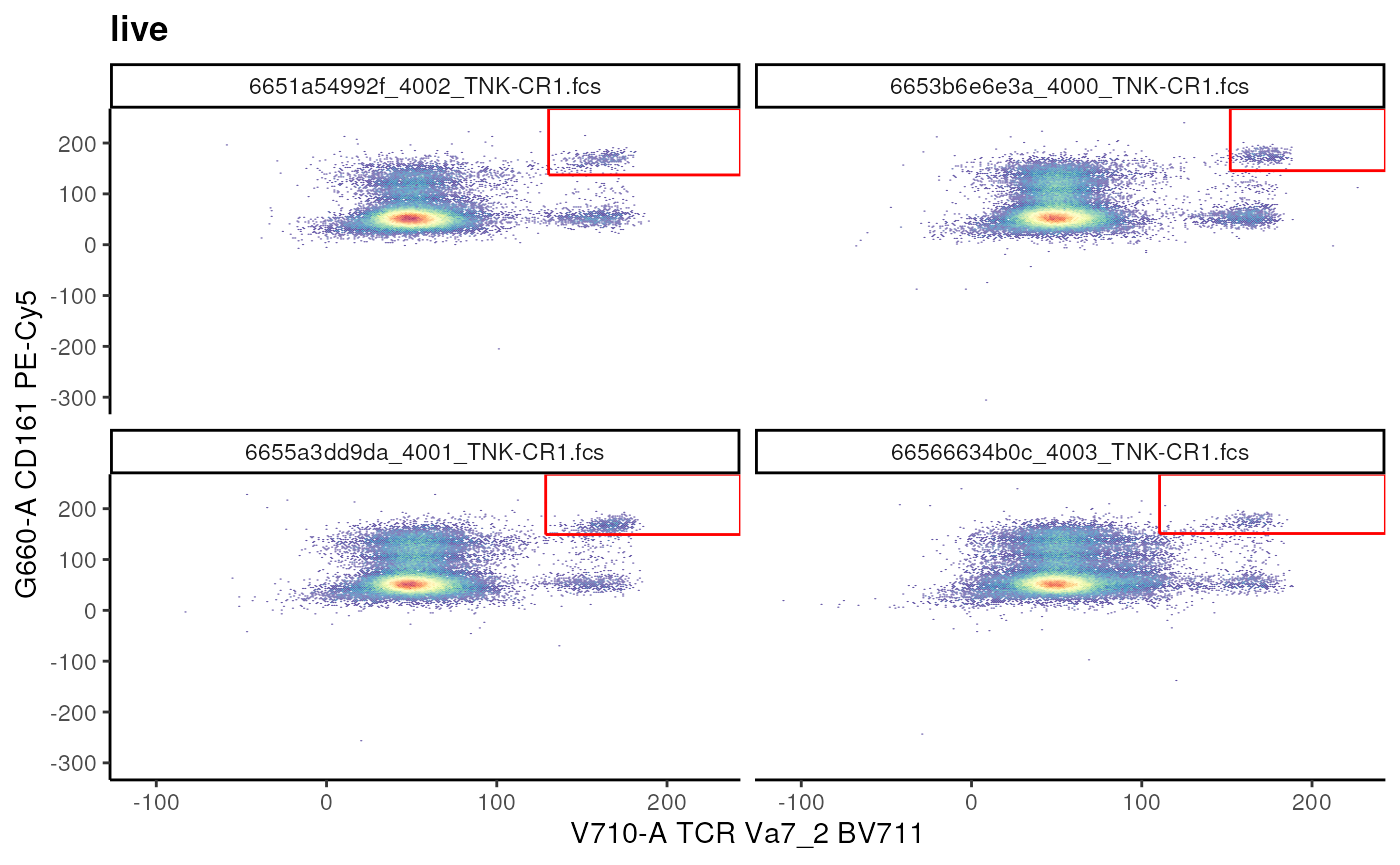 live
6651a54992f_4002_TNK-CR1.fcs
6653b6e6e3a_4000_TNK-CR1.fcs
200
100
0
-100
-200
-300
6655a3dd9da_4001_TNK-CR1.fcs
66566634b0c_4003_TNK-CR1.fcs
200
100
0
-100
-200
-300
G660-A CD161 PE-Cy5
-100 0 100 200
-100 0 100 200
V710-A TCR Va7_2 BV711